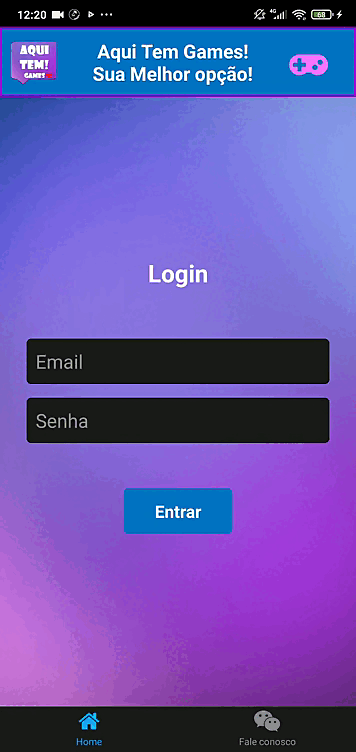 12:20
4G
68
AQUI
TEM!
GAMES
Aqui Tem Games!
Sua Melhor opção!
Login
Email
Senha
Entrar
Home
Fale conosco